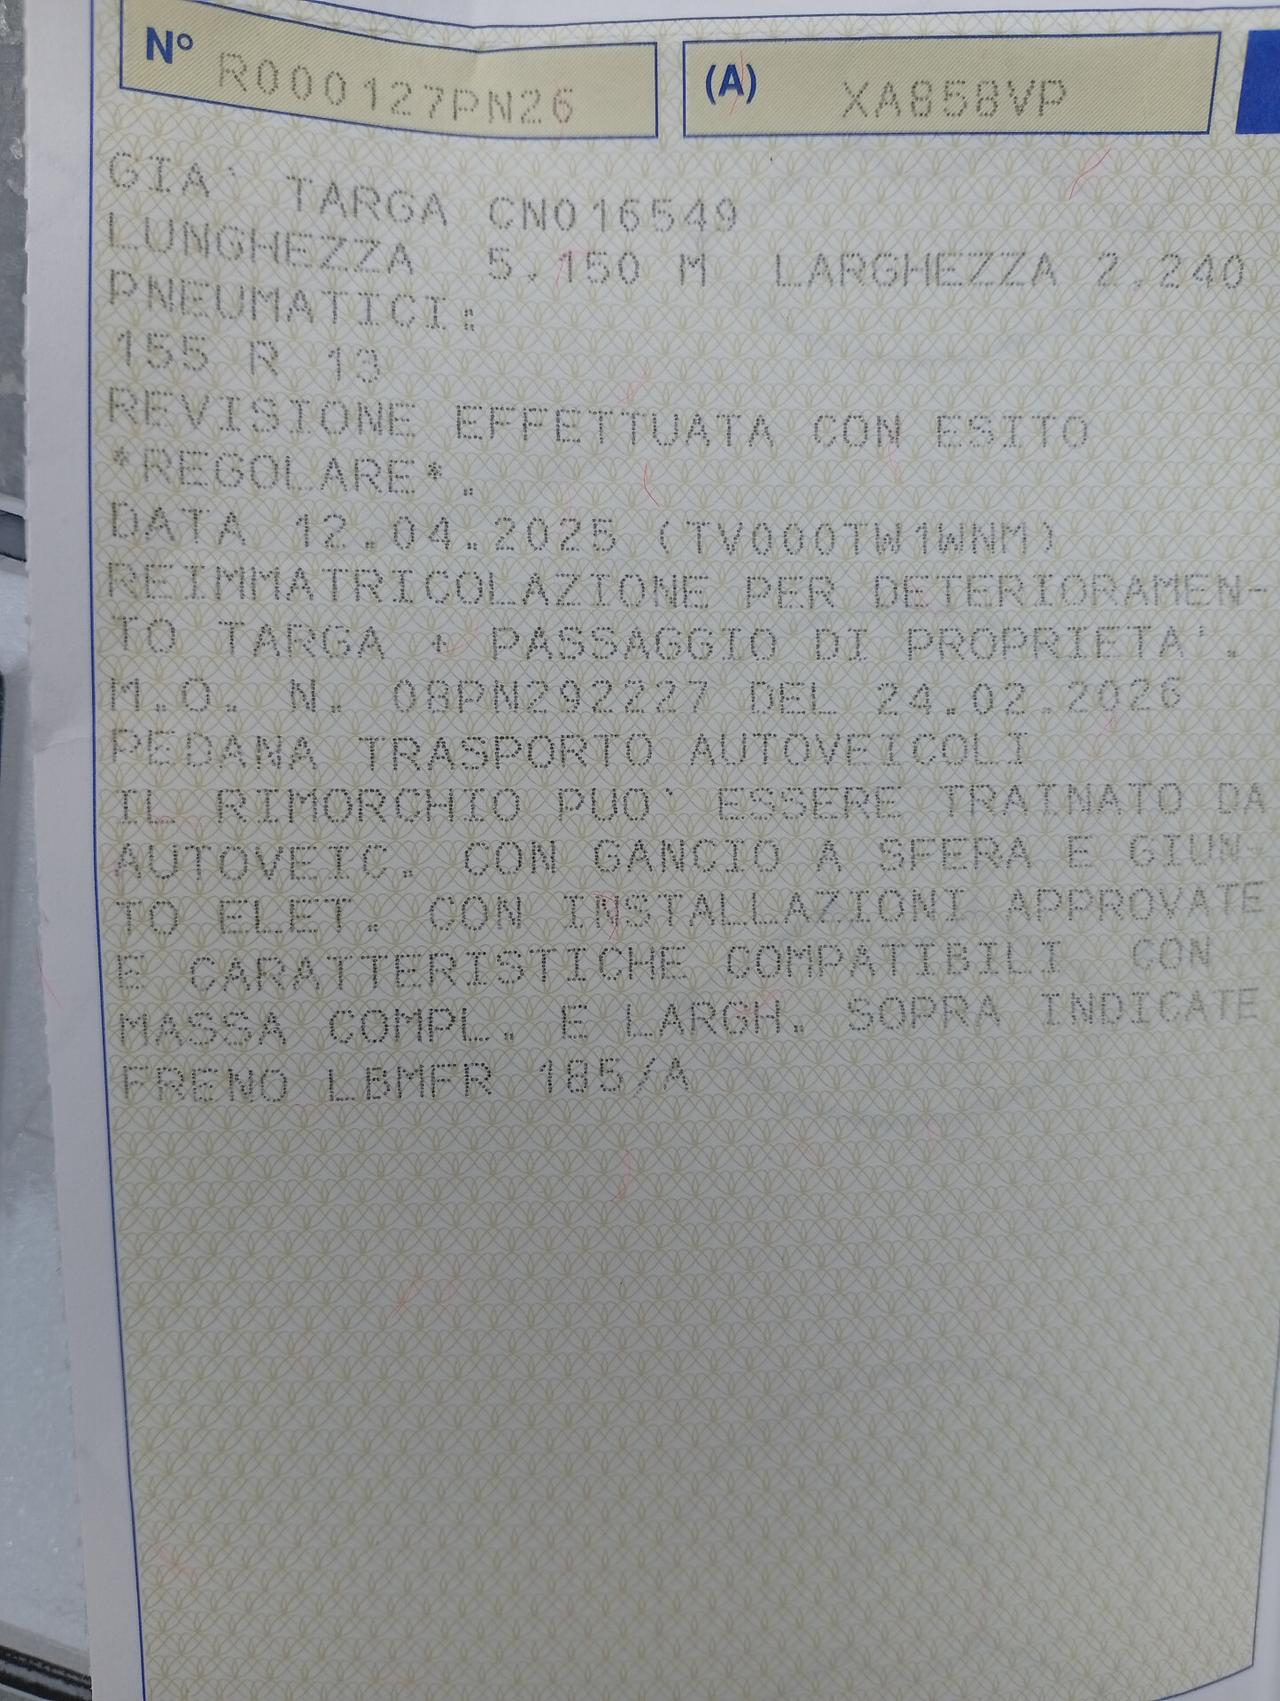 N° R000127PN26 (A) XA858VP
GIA' TARGA CN016549
LUNGHEZZA 5.150 M LARGHEZZA 2.240
PNEUMATICI:
155 R 13
REVISIONE EFFETTUATA CON ESITO
*REGOLARE*.
DATA 12.04.2025 (TV000TW1WNM)
REIMMATRICOLAZIONE PER DETERIORAMEN-
TO TARGA + PASSAGGIO DI PROPRIETA'.
M.O. N. 08PN292227 DEL 24.02.2026
PEDANA TRASPORTO AUTOVEICOLI
IL RIMORCHIO PUO' ESSERE TRAINATO DA
AUTOVEIC. CON GANCIO A SFERA E GIUN-
TO ELET. CON INSTALLAZIONI APPROVATE
E CARATTERISTICHE COMPATIBILI CON
MASSA COMPL. E LARGH. SOPRA INDICATE
FRENO LBMFR 185/A